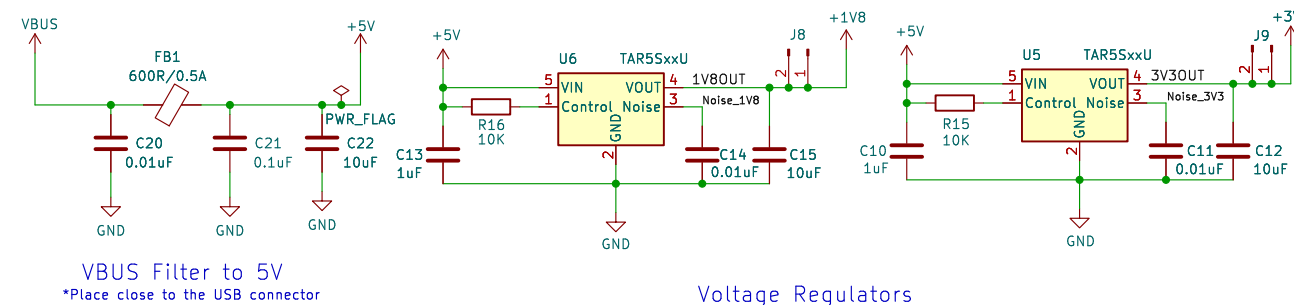 VBUS
FB1
600R/0.5A
+5V
PWR_FLAG
C20
0.01uF
C21
0.1uF
C22
10uF
GND
GND
GND
VBUS Filter to 5V
*Place close to the USB connector
+5V
U6
TAR5SxxU
J8
+1V8
5
VIN
VOUT
4
1V8OUT
2
1
1
Control
Noise
3
Noise_1V8
R16
10K
GND
2
C13
1uF
C14
0.01uF
C15
10uF
GND
+5V
U5
TAR5SxxU
J9
5
VIN
VOUT
4
3V3OUT
2
1
1
Control
Noise
3
Noise_3V3
R15
10K
GND
2
C10
1uF
C11
0.01uF
C12
10uF
GND
Voltage Regulators